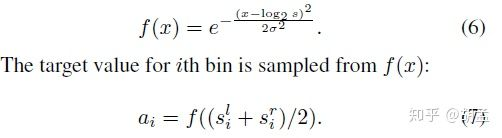 f(x) = e^{-\frac{(x-\log_2 s)^2}{2\sigma^2}}. (6)
The target value for ith bin is sampled from f(x):
a_i = f((s_i^l + s_i^r)/2). (7)
知乎